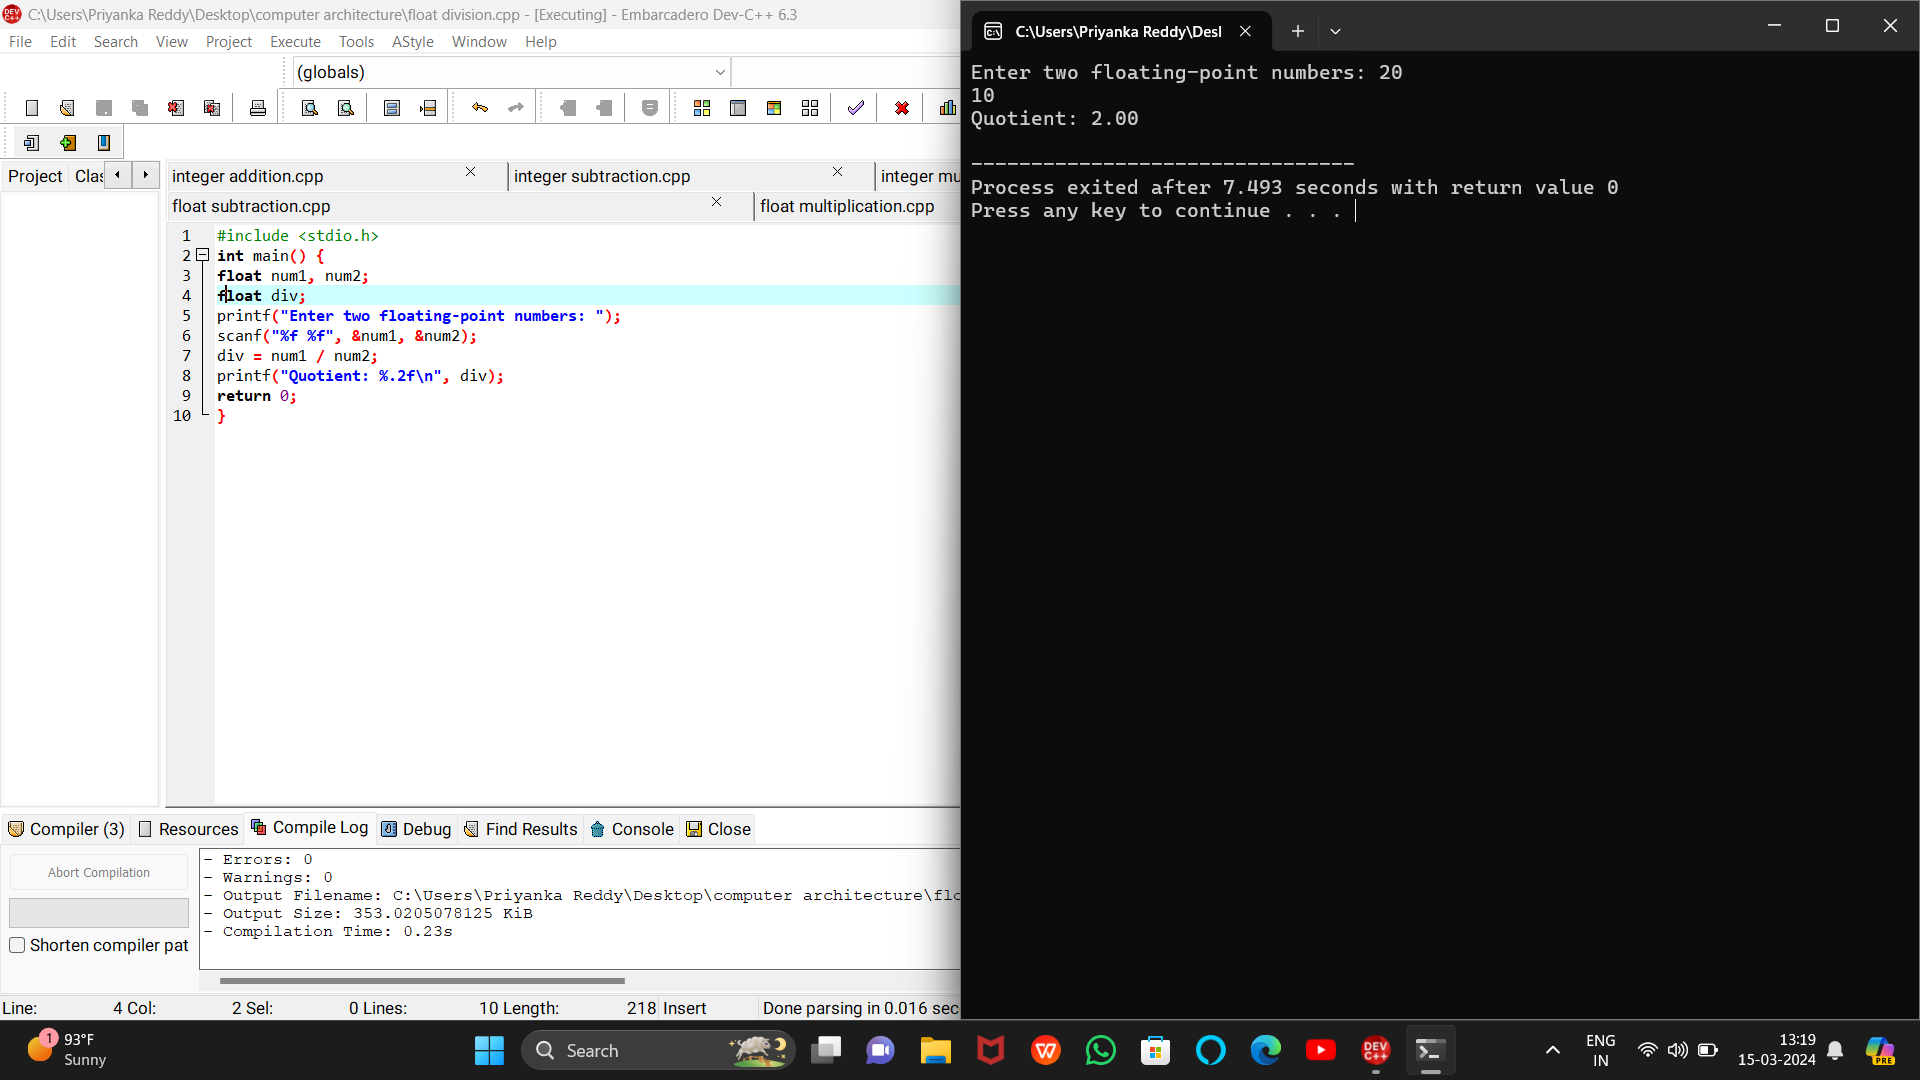 C:\Users\Priyanka Reddy\Desktop\computer architecture\float division.cpp - [Executing] - Embarcadero Dev-C++ 6.3
File Edit Search View Project Execute Tools AStyle Window Help
(globals)
Project Clas
integer addition.cpp integer subtraction.cpp integer mu
float subtraction.cpp float multiplication.cpp
1 #include <stdio.h>
2 int main() {
3 float num1, num2;
4 float div;
5 printf("Enter two floating-point numbers: ");
6 scanf("%f %f", &num1, &num2);
7 div = num1 / num2;
8 printf("Quotient: %.2f\n", div);
9 return 0;
10 }
Compiler (3) Resources Compile Log Debug Find Results Console Close
Abort Compilation
Shorten compiler pat
- Errors: 0
- Warnings: 0
- Output Filename: C:\Users\Priyanka Reddy\Desktop\computer architecture\flo
- Output Size: 353.0205078125 KiB
- Compilation Time: 0.23s
Line: 4 Col: 2 Sel: 0 Lines: 10 Length: 218 Insert Done parsing in 0.016 sec
C:\Users\Priyanka Reddy\Desl
Enter two floating-point numbers: 20
10
Quotient: 2.00
--------------------------------
Process exited after 7.493 seconds with return value 0
Press any key to continue . . .
1
93°F
Sunny
Search
DEV C++
ENG
IN
13:19
15-03-2024
PRE